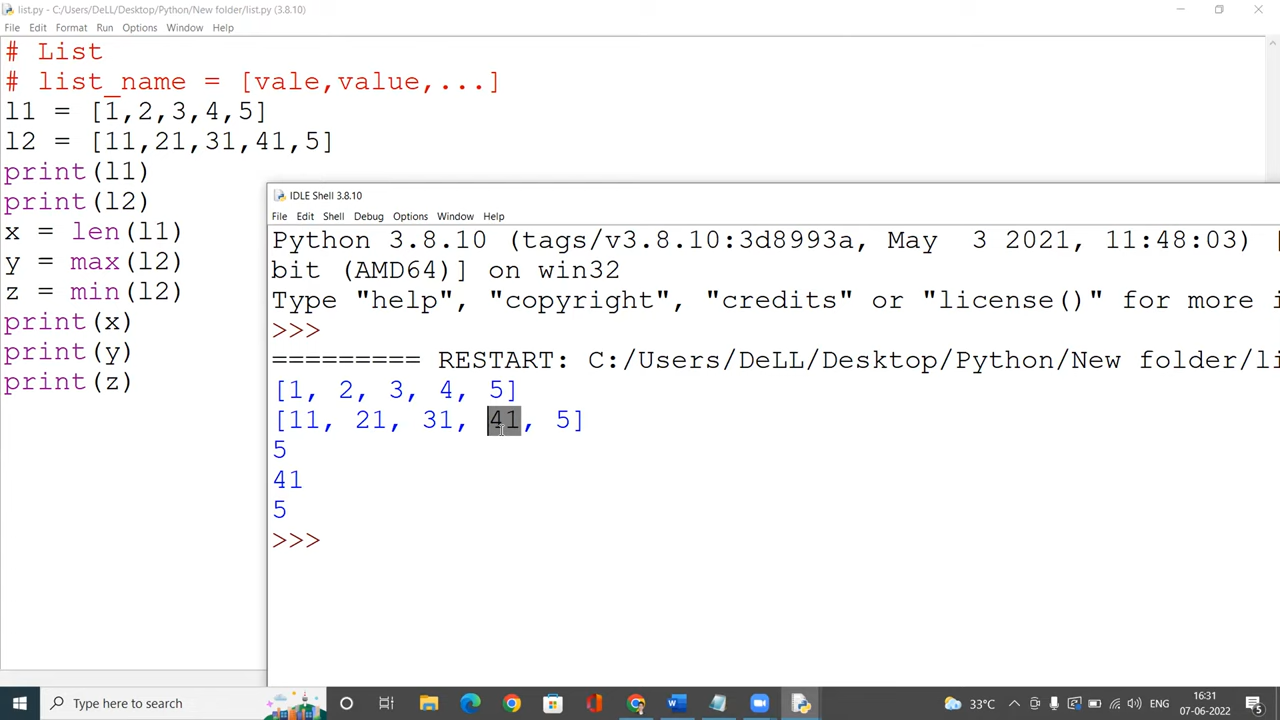 list.py - C:/Users/DeLL/Desktop/Python/New folder/list.py (3.8.10)
File Edit Format Run Options Window Help
# List
# list_name = [vale,value,...]
l1 = [1,2,3,4,5]
l2 = [11,21,31,41,5]
print(l1)
print(l2)
x = len(l1)
y = max(l2)
z = min(l2)
print(x)
print(y)
print(z)
IDLE Shell 3.8.10
File Edit Shell Debug Options Window Help
Python 3.8.10 (tags/v3.8.10:3d8993a, May  3 2021, 11:48:03) [
bit (AMD64)] on win32
Type "help", "copyright", "credits" or "license()" for more i
>>>
========= RESTART: C:/Users/DeLL/Desktop/Python/New folder/li
[1, 2, 3, 4, 5]
[11, 21, 31, 41, 5]
5
41
5
>>>
Type here to search
33°C
ENG
16:31
07-06-2022
5